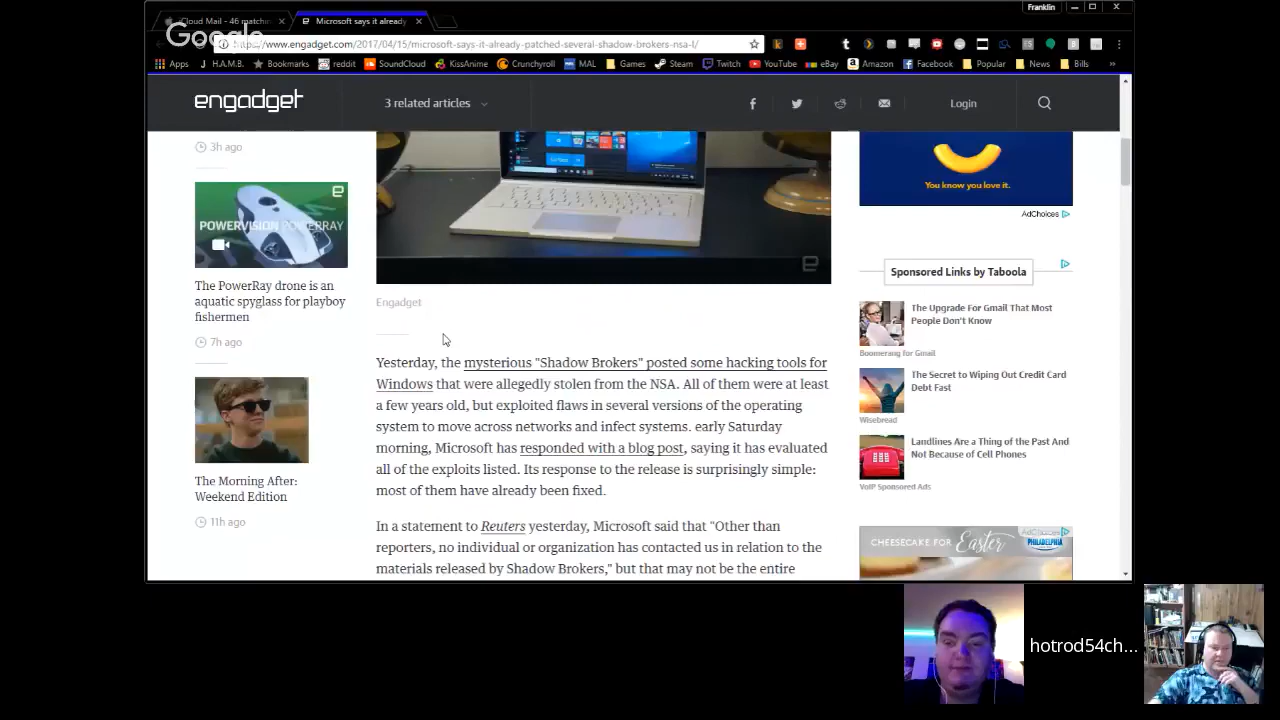 Franklin
iCloud Mail - 46 matchin
Microsoft says it already
Google
https://www.engadget.com/2017/04/15/microsoft-says-it-already-patched-several-shadow-brokers-nsa-l/
Apps
H.A.M.B.
Bookmarks
reddit
SoundCloud
KissAnime
Crunchyroll
MAL
Games
Steam
Twitch
YouTube
eBay
Amazon
Facebook
Popular
News
Bills
engadget
3 related articles
Login
3h ago
POWERVISION POWERRAY
The PowerRay drone is an
aquatic spyglass for playboy
fishermen
7h ago
The Morning After:
Weekend Edition
11h ago
Engadget
Yesterday, the mysterious "Shadow Brokers" posted some hacking tools for
Windows that were allegedly stolen from the NSA. All of them were at least
a few years old, but exploited flaws in several versions of the operating
system to move across networks and infect systems. early Saturday
morning, Microsoft has responded with a blog post, saying it has evaluated
all of the exploits listed. Its response to the release is surprisingly simple:
most of them have already been fixed.
In a statement to Reuters yesterday, Microsoft said that "Other than
reporters, no individual or organization has contacted us in relation to the
materials released by Shadow Brokers," but that may not be the entire
You know you love it.
AdChoices
Sponsored Links by Taboola
The Upgrade For Gmail That Most
People Don't Know
Boomerang for Gmail
The Secret to Wiping Out Credit Card
Debt Fast
Wisebread
Landlines Are a Thing of the Past And
Not Because of Cell Phones
VoIP Sponsored Ads
AdChoices
CHEESECAKE FOR Easter
PHILADELPHIA
hotrod54ch...